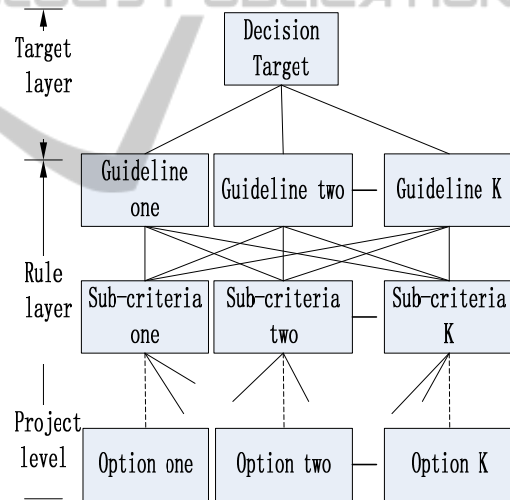 Decision
Target
Target
layer
Guideline
one
Guideline two
Guideline K
Rule
layer
Sub-criteria
one
Sub-criteria
two
Sub-criteria
K
Project
level
Option one
Option two
Option K